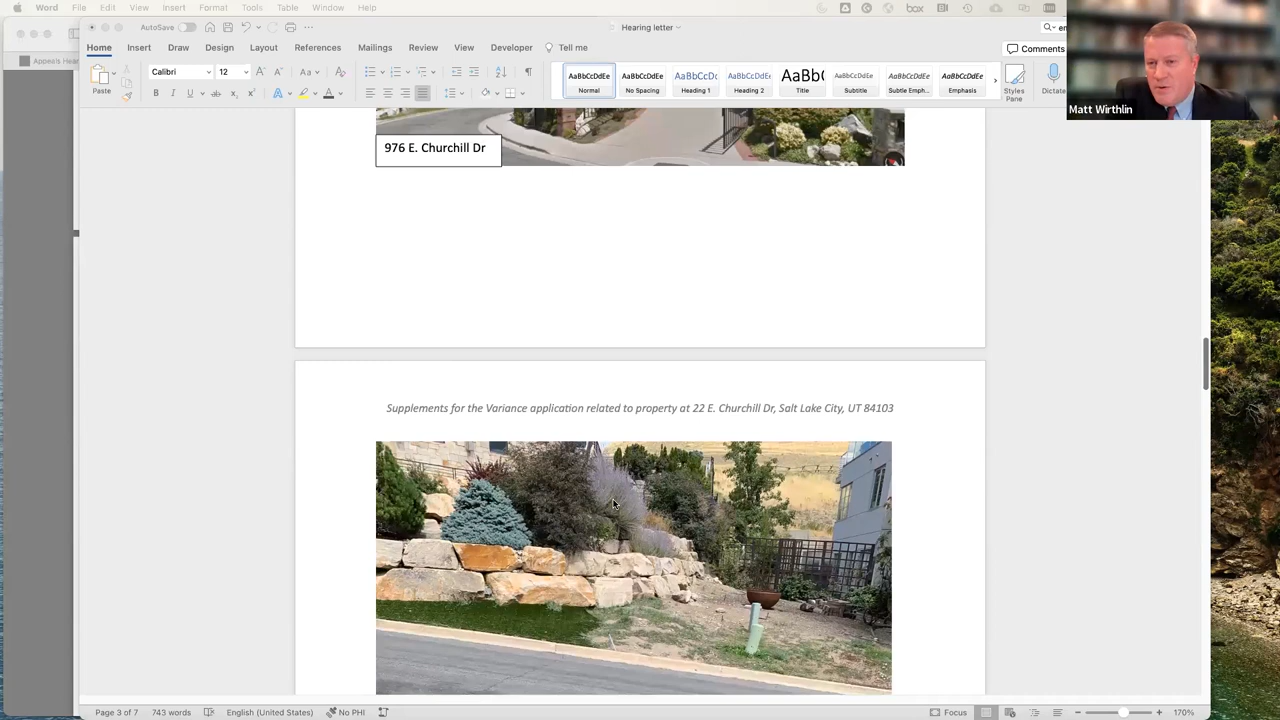 Word File Edit View Insert Format Tools Table Window Help
box
AutoSave
Hearing letter
Home Insert Draw Design Layout References Mailings Review View Developer Tell me
Comments
Appeals Hear
Paste
Calibri 12
AaBbCcDdEe AaBbCcDdEe AaBbCcDc AaBbCcDdEe AaBb( AaBbCcDdEe AaBbCcDdEe AaBbCcDdEe
Normal No Spacing Heading 1 Heading 2 Title Subtitle Subtle Emph... Emphasis
Styles
Pane
Dictate
Matt Wirthlin
976 E. Churchill Dr
Supplements for the Variance application related to property at 22 E. Churchill Dr, Salt Lake City, UT 84103
Page 3 of 7 743 words English (United States) No PHI Focus 170%